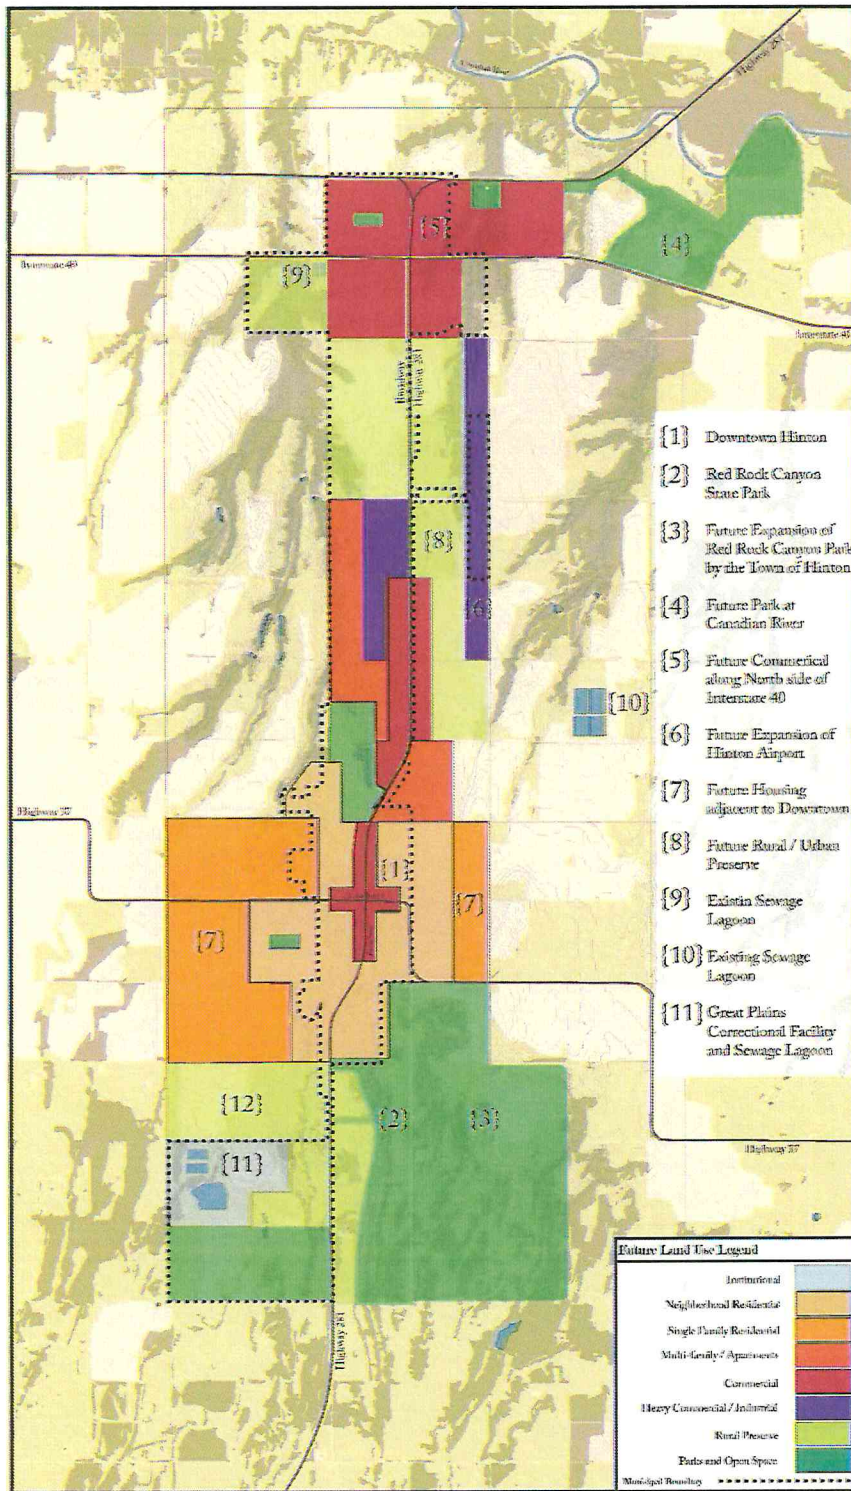 Canadian River
Highway 281
Interstate 40
{5}
{4}
{9}
Interstate 40
Broadway
Highway 281
{8}
{6}
{10}
{1} Downtown Hinton
{2} Red Rock Canyon
State Park
{3} Future Expansion of
Red Rock Canyon Park
by the Town of Hinton
{4} Future Park at
Canadian River
{5} Future Commerical
along North side of
Interstate 40
{6} Future Expansion of
Hinton Airport
{7} Future Housing
adjacent to Downtown
{8} Future Rural / Urban
Preserve
{9} Existin Sewage
Lagoon
{10} Existing Sewage
Lagoon
{11} Great Plains
Correctional Facility
and Sewage Lagoon
Highway 37
{1}
{7}
{7}
{12}
{2}
{3}
{11}
Highway 37
Highway 281
Future Land Use Legend
Institutional
Neighborhood Residential
Single Family Residential
Multi-family / Apartments
Commercial
Heavy Commercial / Industrial
Rural Preserve
Parks and Open Space
Municipal Boundary